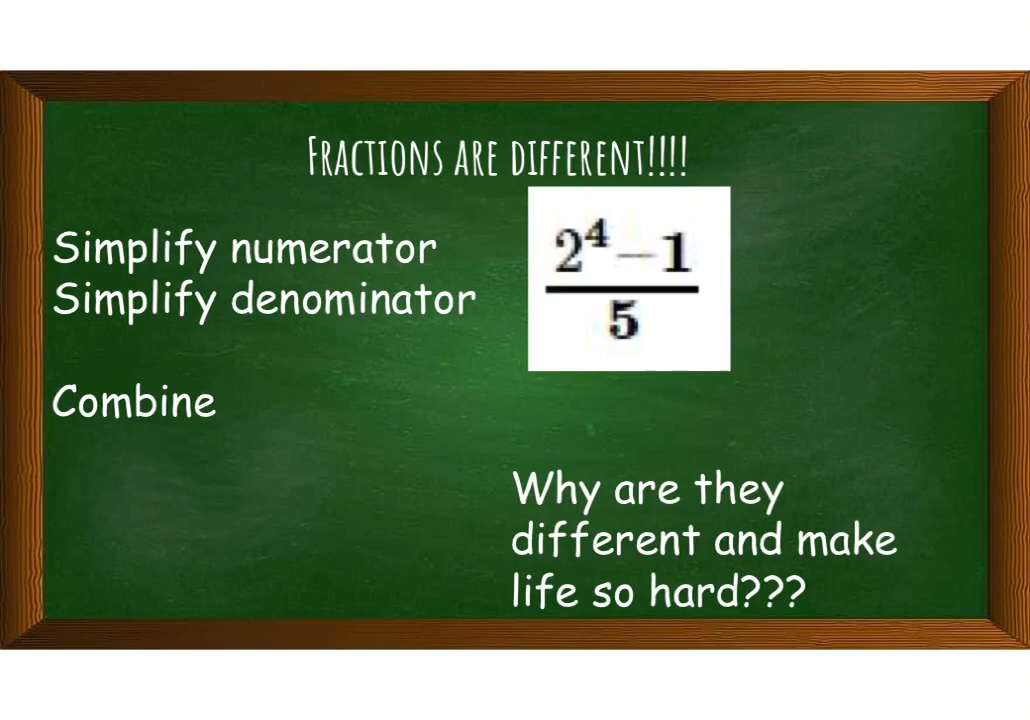 Fractions are different!!!!
Simplify numerator
Simplify denominator
2⁴ − 1
5
Combine
Why are they
different and make
life so hard???